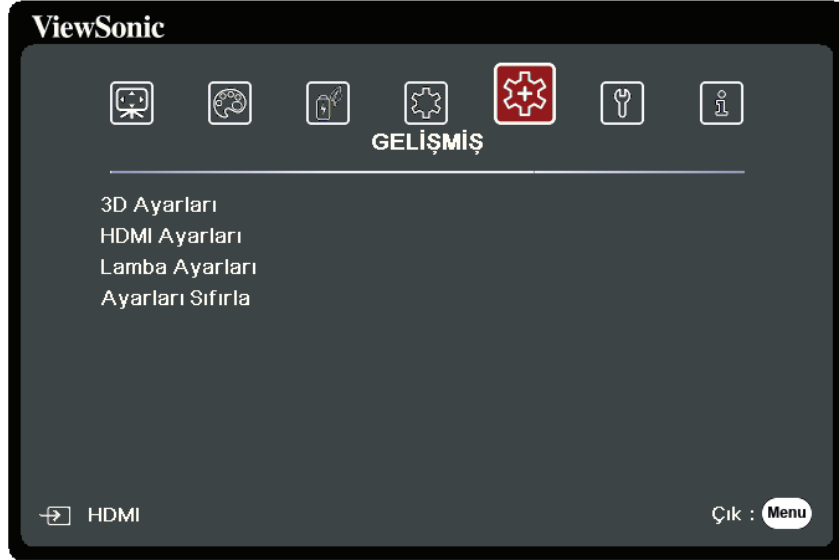 ViewSonic
GELİŞMİŞ
3D Ayarları
HDMI Ayarları
Lamba Ayarları
Ayarları Sıfırla
HDMI
Çık : Menu